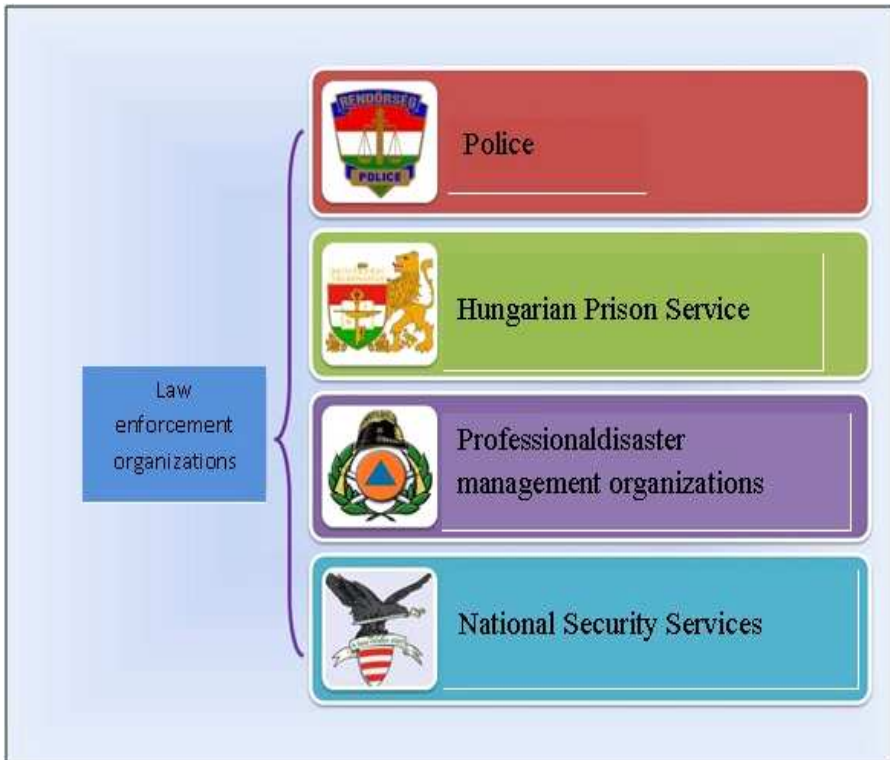 RENDŐRSÉG
POLICE
Police
Hungarian Prison Service
Law
enforcement
organizations
Professionaldisaster
management organizations
National Security Services